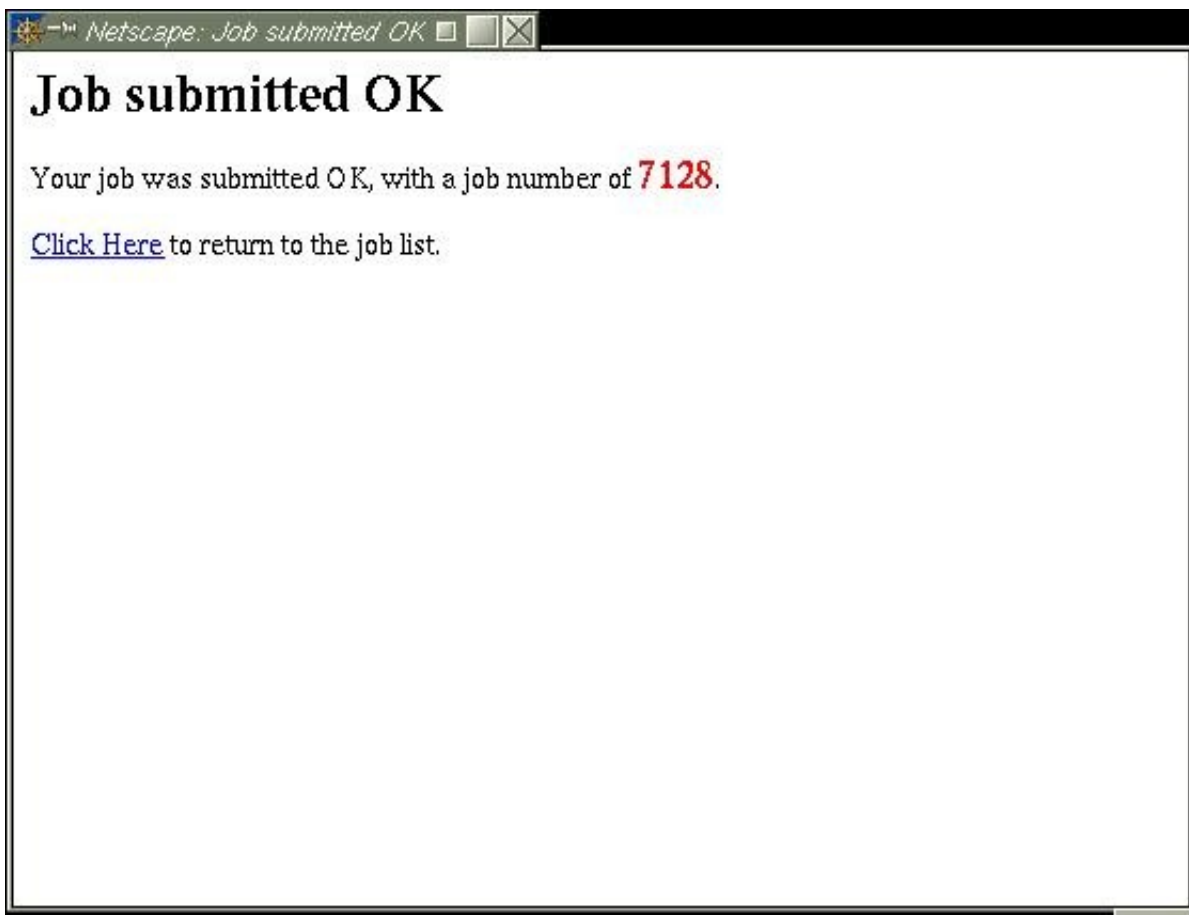 Netscape: Job submitted OK
Job submitted OK
Your job was submitted OK, with a job number of 7128.
Click Here to return to the job list.